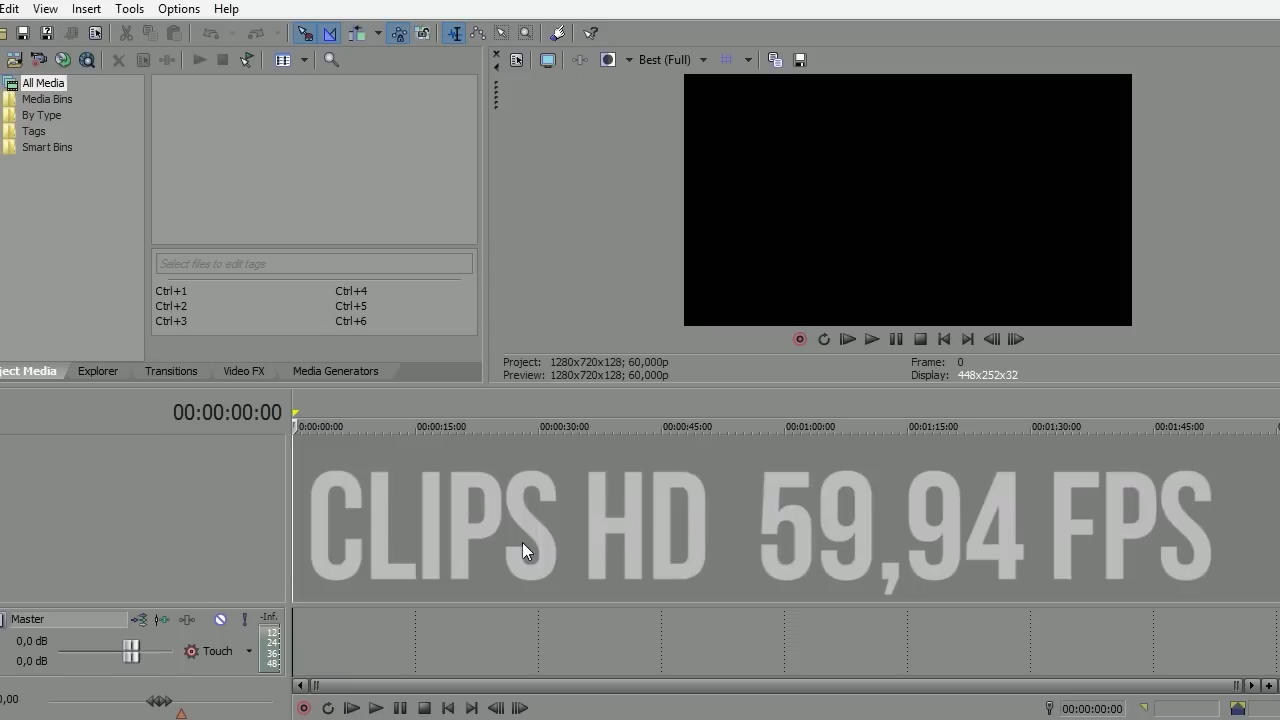 Edit View Insert Tools Options Help
Best (Full)
All Media
Media Bins
By Type
Tags
Smart Bins
Select files to edit tags
Ctrl+1 Ctrl+4
Ctrl+2 Ctrl+5
Ctrl+3 Ctrl+6
ject Media Explorer Transitions Video FX Media Generators
Project: 1280x720x128; 60,000p Frame: 0
Preview: 1280x720x128; 60,000p Display: 448x252x32
00:00:00:00
0:00:00:00 00:00:15:00 00:00:30:00 00:00:45:00 00:01:00:00 00:01:15:00 00:01:30:00 00:01:45:00
CLIPS HD 59,94 FPS
Master -Inf.
12
24
36
48
0,0 dB
0,0 dB
Touch
,00
00:00:00:00